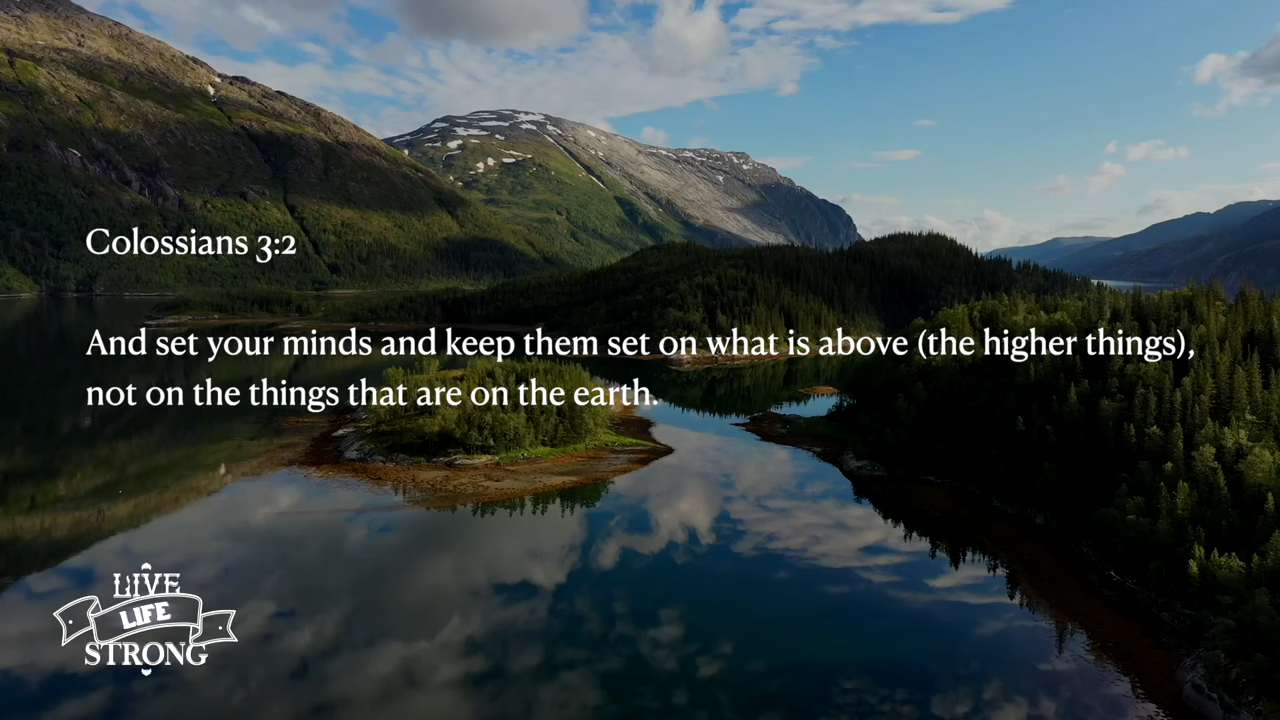 Colossians 3:2
And set your minds and keep them set on what is above (the higher things),
not on the things that are on the earth.
LIVE
LIFE
STRONG